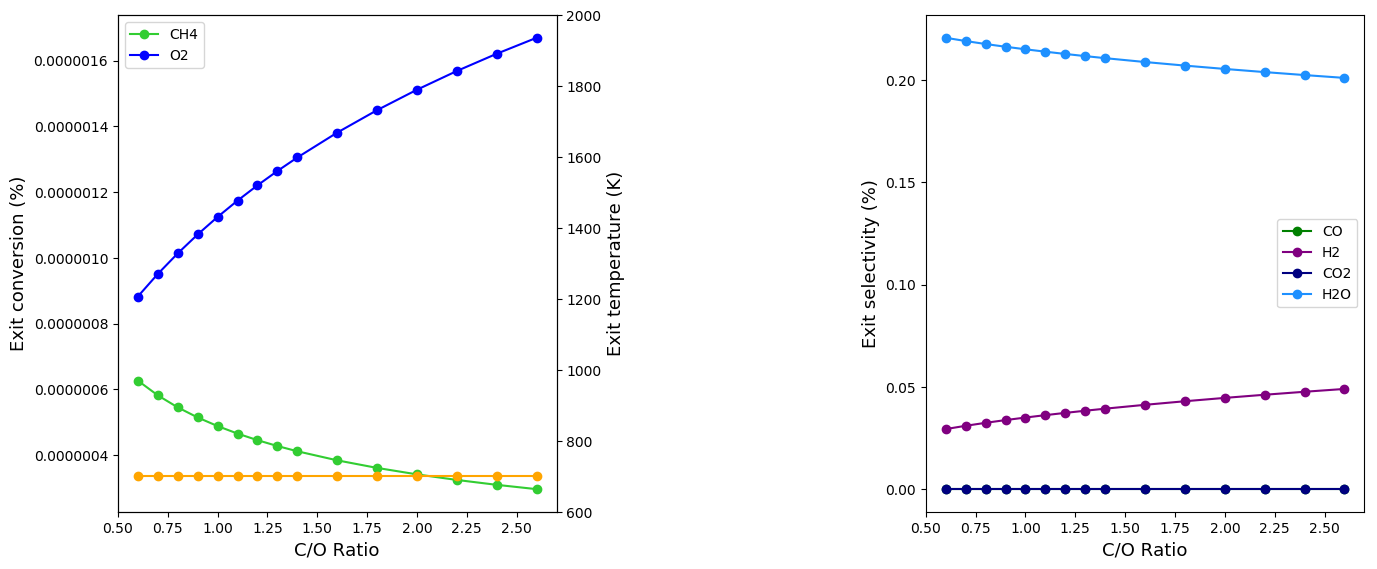 CH4
O2
Exit conversion (%)
0.0000016
0.0000014
0.0000012
0.0000010
0.0000008
0.0000006
0.0000004
2000
1800
1600
1400
1200
1000
800
600
Exit temperature (K)
0.50 0.75 1.00 1.25 1.50 1.75 2.00 2.25 2.50
C/O Ratio
Exit selectivity (%)
0.20
0.15
0.10
0.05
0.00
CO
H2
CO2
H2O
0.50 0.75 1.00 1.25 1.50 1.75 2.00 2.25 2.50
C/O Ratio